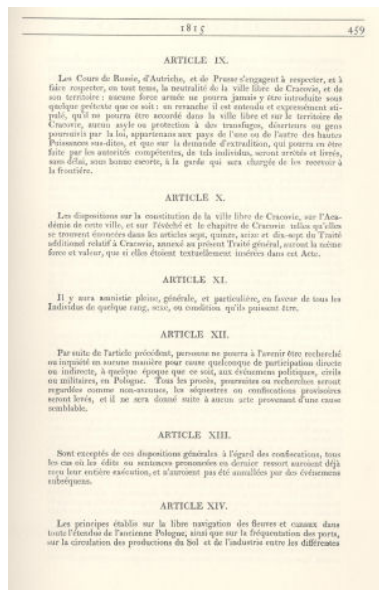 1815
459
ARTICLE IX.
Les Cours de Russie, d'Autriche, et de Prusse s'engagent à respecter, et à
faire respecter, en tout tems, la neutralité de la ville libre de Cracovie, et de
son territoire : aucune force armée ne pourra jamais y être introduite sous
quelque prétexte que ce soit : en revanche il est entendu et expressément sti-
pulé, qu'il ne pourra être accordé dans la ville libre et sur le territoire de
Cracovie, aucun asyle ou protection à des transfuges, déserteurs ou gens
poursuivis par la loi, appartenans aux pays de l'une ou de l'autre des hautes
Puissances sus-dites, et que sur la demande d'extradition, qui pourra en être
faite par les autorités compétentes, de tels individus, seront arrêtés et livrés,
sans délai, sous bonne escorte, à la garde qui sera chargée de les recevoir à
la frontière.
ARTICLE X.
Les dispositions sur la constitution de la ville libre de Cracovie, sur l'Aca-
démie de cette ville, et sur l'évêché et le chapitre de Cracovie telles qu'elles
se trouvent énoncées dans les articles sept, quinze, seize et dix-sept du Traité
additionel relatif à Cracovie, annexé au présent Traité général, auront la même
force et valeur, que si elles étoient textuellement insérées dans cet Acte.
ARTICLE XI.
Il y aura amnistie pleine, générale, et particulière, en faveur de tous les
Individus de quelque rang, sexe, ou condition qu'ils puissent être.
ARTICLE XII.
Par suite de l'article précédent, personne ne pourra à l'avenir être recherché
ou inquiété en aucune manière pour cause quelconque de participation directe
ou indirecte, à quelque époque que ce soit, aux événemens politiques, civils
ou militaires, en Pologne. Tous les procès, poursuites ou recherches seront
regardées comme non-avenues, les séquestres ou confiscations provisoires
seront levés, et il ne sera donné suite à aucun acte provenant d'une cause
semblable.
ARTICLE XIII.
Sont exceptés de ces dispositions générales à l'égard des confiscations, tous
les cas où les édits ou sentences prononcées en dernier ressort auroient déjà
reçu leur entière exécution, et n'auroient pas été annullées par des événemens
subséquens.
ARTICLE XIV.
Les principes établis sur la libre navigation des fleuves et canaux dans
toute l'étendue de l'ancienne Pologne; ainsi que sur la fréquentation des ports,
sur la circulation des productions du Sol et de l'industrie entre les différentes